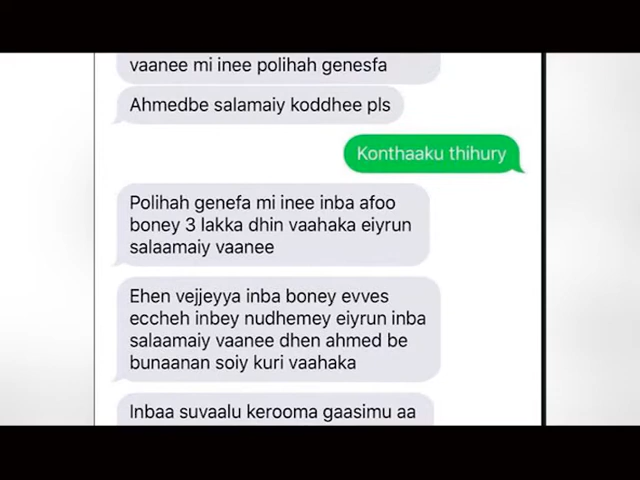 vaanee mi inee polihah genesfa
Ahmedbe salamaiy koddhee pls
Konthaaku thihury
Polihah genefa mi inee inba afoo
boney 3 lakka dhin vaahaka eiyrun
salaamaiy vaanee
Ehen vejjeyya inba boney evves
eccheh inbey nudhemey eiyrun inba
salaamaiy vaanee dhen ahmed be
bunaanan soiy kuri vaahaka
Inbaa suvaalu kerooma gaasimu aa